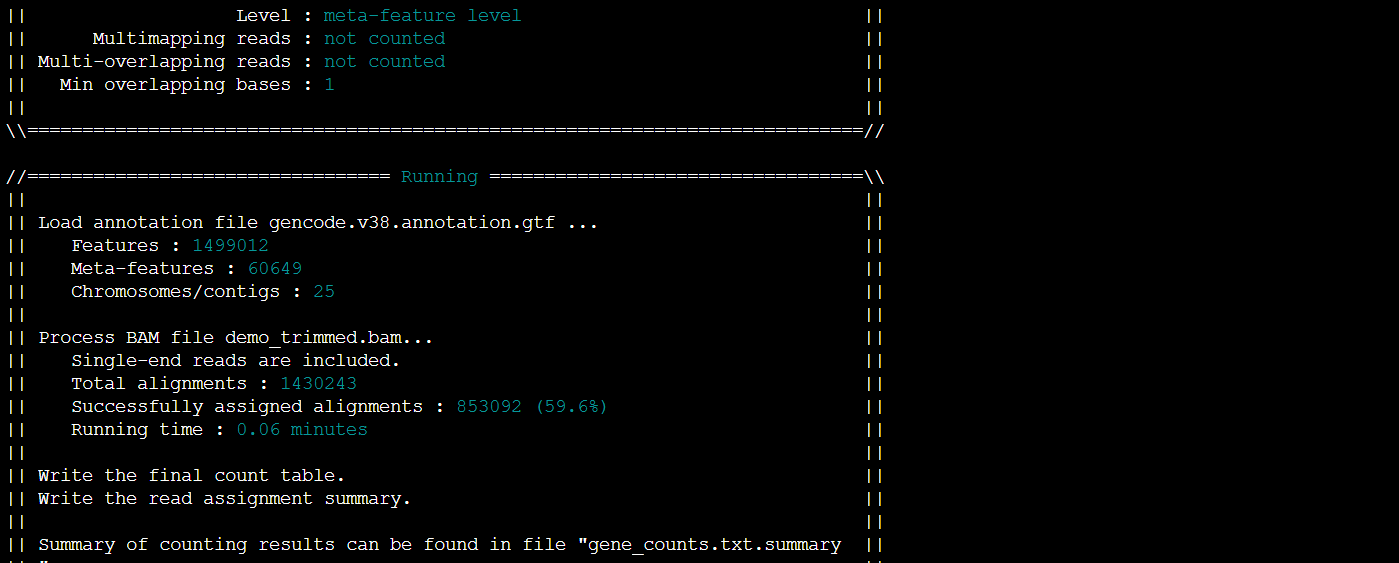 ||                   Level : meta-feature level                               ||
||      Multimapping reads : not counted                                      ||
|| Multi-overlapping reads : not counted                                      ||
||   Min overlapping bases : 1                                                ||
||                                                                            ||
\\============================================================================//

//================================= Running ==================================\\
||                                                                            ||
|| Load annotation file gencode.v38.annotation.gtf ...                        ||
||    Features : 1499012                                                      ||
||    Meta-features : 60649                                                   ||
||    Chromosomes/contigs : 25                                                ||
||                                                                            ||
|| Process BAM file demo_trimmed.bam...                                       ||
||    Single-end reads are included.                                          ||
||    Total alignments : 1430243                                              ||
||    Successfully assigned alignments : 853092 (59.6%)                       ||
||    Running time : 0.06 minutes                                             ||
||                                                                            ||
|| Write the final count table.                                               ||
|| Write the read assignment summary.                                         ||
||                                                                            ||
|| Summary of counting results can be found in file "gene_counts.txt.summary  ||
|| "                                                                          ||